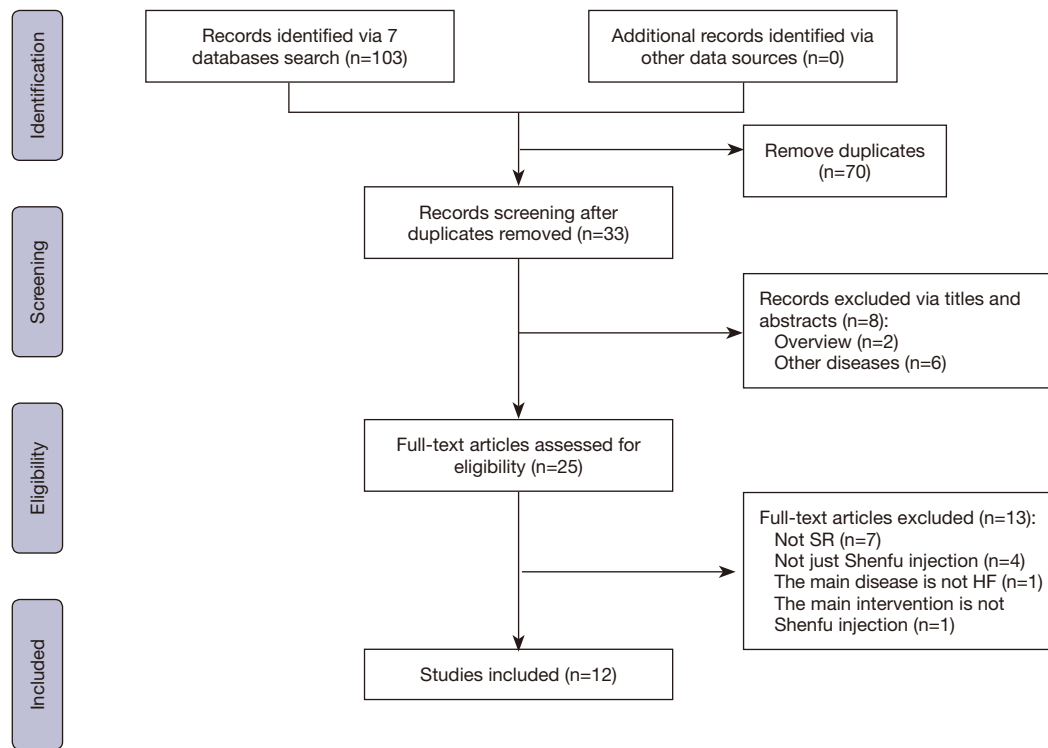 Identification
Records identified via 7
databases search (n=103)
Additional records identified via
other data sources (n=0)
Remove duplicates
(n=70)
Screening
Records screening after
duplicates removed (n=33)
Records excluded via titles and
abstracts (n=8):
Overview (n=2)
Other diseases (n=6)
Eligibility
Full-text articles assessed for
eligibility (n=25)
Full-text articles excluded (n=13):
Not SR (n=7)
Not just Shenfu injection (n=4)
The main disease is not HF (n=1)
The main intervention is not
Shenfu injection (n=1)
Included
Studies included (n=12)